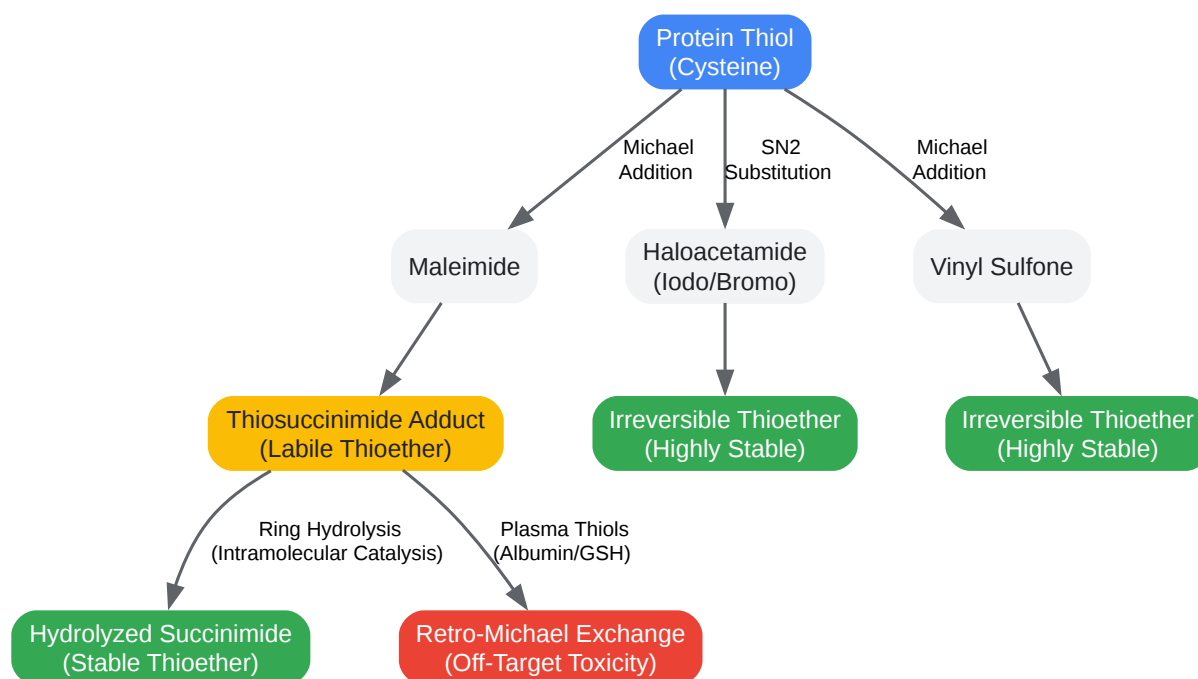 Protein Thiol
(Cysteine)
Michael
Addition
SN2
Substitution
Michael
Addition
Maleimide
Haloacetamide
(Iodo/Bromo)
Vinyl Sulfone
Thiosuccinimide Adduct
(Labile Thioether)
Irreversible Thioether
(Highly Stable)
Irreversible Thioether
(Highly Stable)
Ring Hydrolysis
(Intramolecular Catalysis)
Plasma Thiols
(Albumin/GSH)
Hydrolyzed Succinimide
(Stable Thioether)
Retro-Michael Exchange
(Off-Target Toxicity)